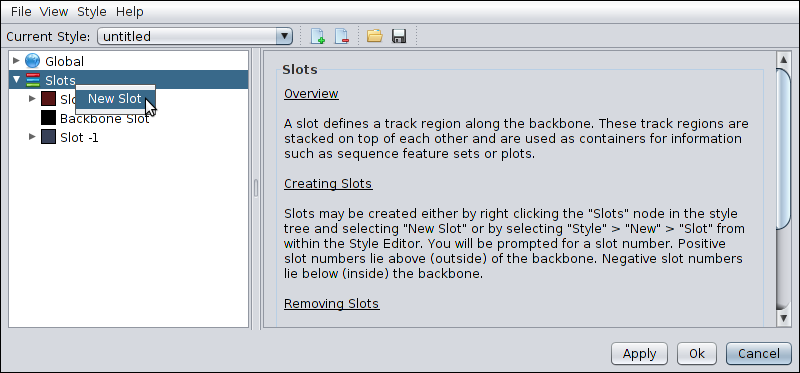 File View Style Help
Current Style: untitled
Global
Slots
New Slot
Slo
Backbone Slot
Slot -1
Slots
Overview
A slot defines a track region along the backbone. These track regions are
stacked on top of each other and are used as containers for information
such as sequence feature sets or plots.
Creating Slots
Slots may be created either by right clicking the "Slots" node in the style
tree and selecting "New Slot" or by selecting "Style" > "New" > "Slot" from
within the Style Editor. You will be prompted for a slot number. Positive
slot numbers lie above (outside) of the backbone. Negative slot numbers
lie below (inside) the backbone.
Removing Slots
Apply Ok Cancel